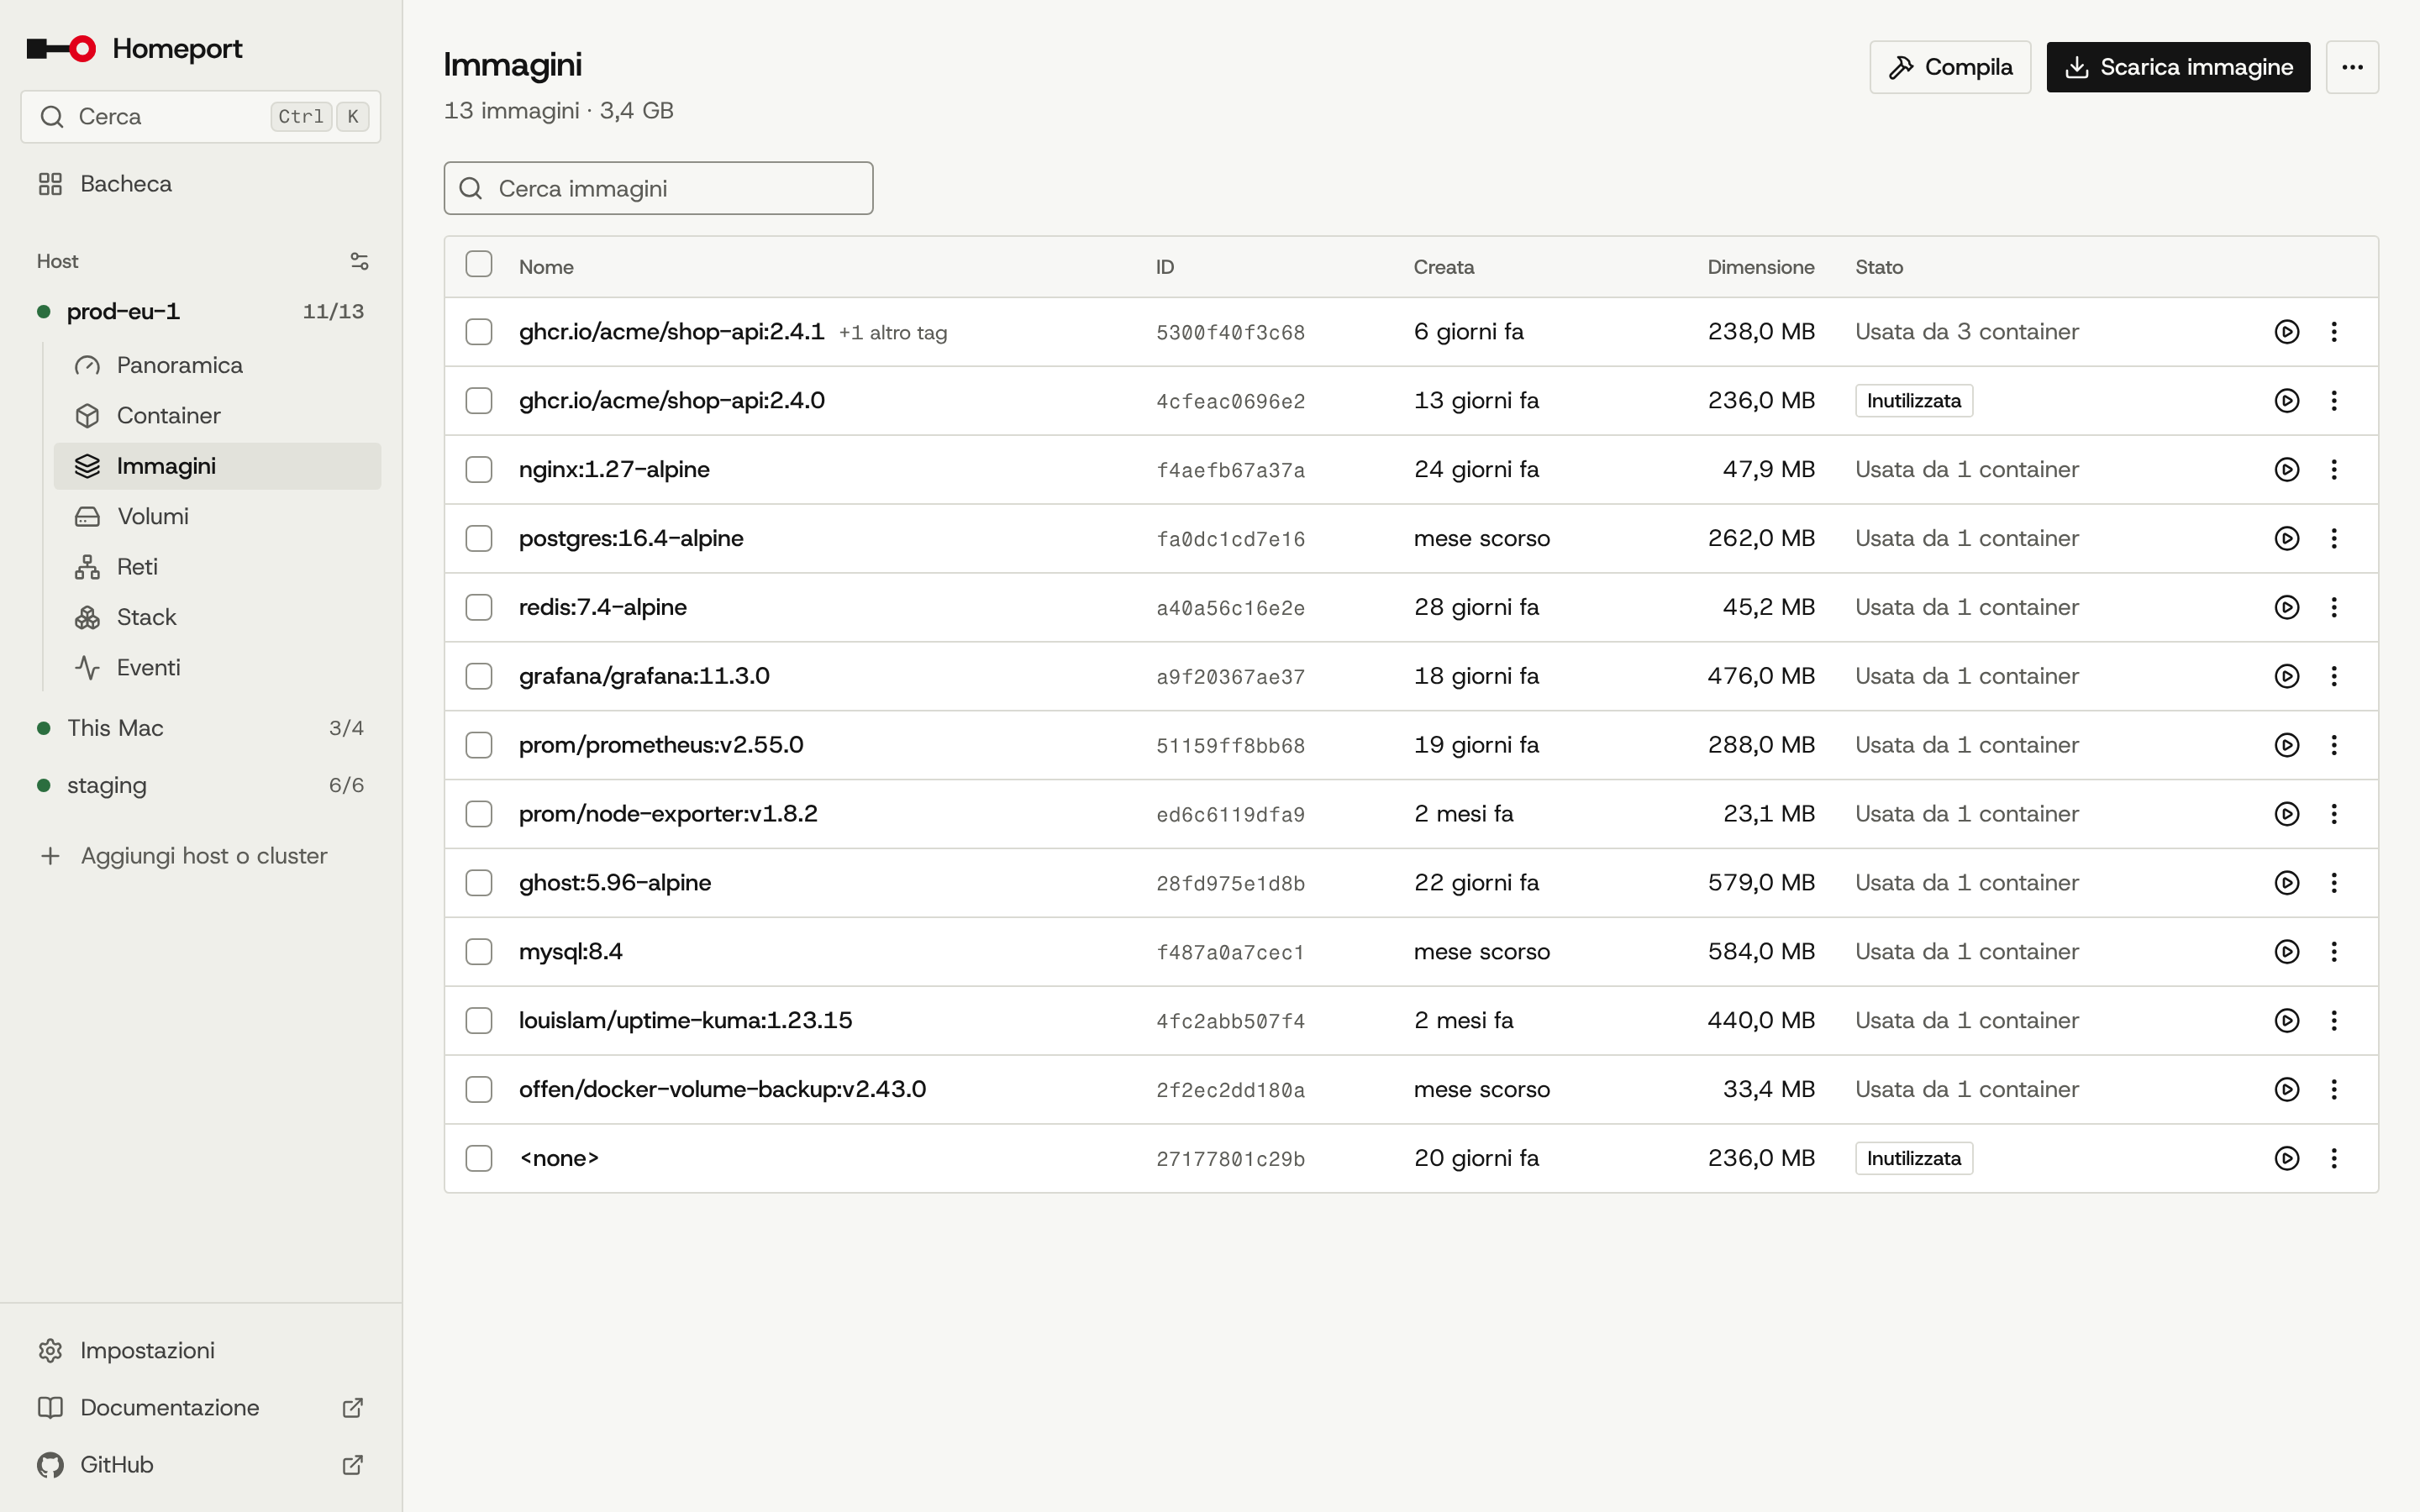 Homeport
Cerca Ctrl K
Bacheca
Host
prod-eu-1 11/13
Panoramica
Container
Immagini
Volumi
Reti
Stack
Eventi
This Mac 3/4
staging 6/6
Aggiungi host o cluster
Impostazioni
Documentazione
GitHub
Immagini
13 immagini · 3,4 GB
Compila
Scarica immagine
Cerca immagini
Nome ID Creata Dimensione Stato
ghcr.io/acme/shop-api:2.4.1 +1 altro tag 5300f40f3c68 6 giorni fa 238,0 MB Usata da 3 container
ghcr.io/acme/shop-api:2.4.0 4cfeac0696e2 13 giorni fa 236,0 MB Inutilizzata
nginx:1.27-alpine f4aefb67a37a 24 giorni fa 47,9 MB Usata da 1 container
postgres:16.4-alpine fa0dc1cd7e16 mese scorso 262,0 MB Usata da 1 container
redis:7.4-alpine a40a56c16e2e 28 giorni fa 45,2 MB Usata da 1 container
grafana/grafana:11.3.0 a9f20367ae37 18 giorni fa 476,0 MB Usata da 1 container
prom/prometheus:v2.55.0 51159ff8bb68 19 giorni fa 288,0 MB Usata da 1 container
prom/node-exporter:v1.8.2 ed6c6119dfa9 2 mesi fa 23,1 MB Usata da 1 container
ghost:5.96-alpine 28fd975e1d8b 22 giorni fa 579,0 MB Usata da 1 container
mysql:8.4 f487a0a7cec1 mese scorso 584,0 MB Usata da 1 container
louislam/uptime-kuma:1.23.15 4fc2abb507f4 2 mesi fa 440,0 MB Usata da 1 container
offen/docker-volume-backup:v2.43.0 2f2ec2dd180a mese scorso 33,4 MB Usata da 1 container
<none> 27177801c29b 20 giorni fa 236,0 MB Inutilizzata